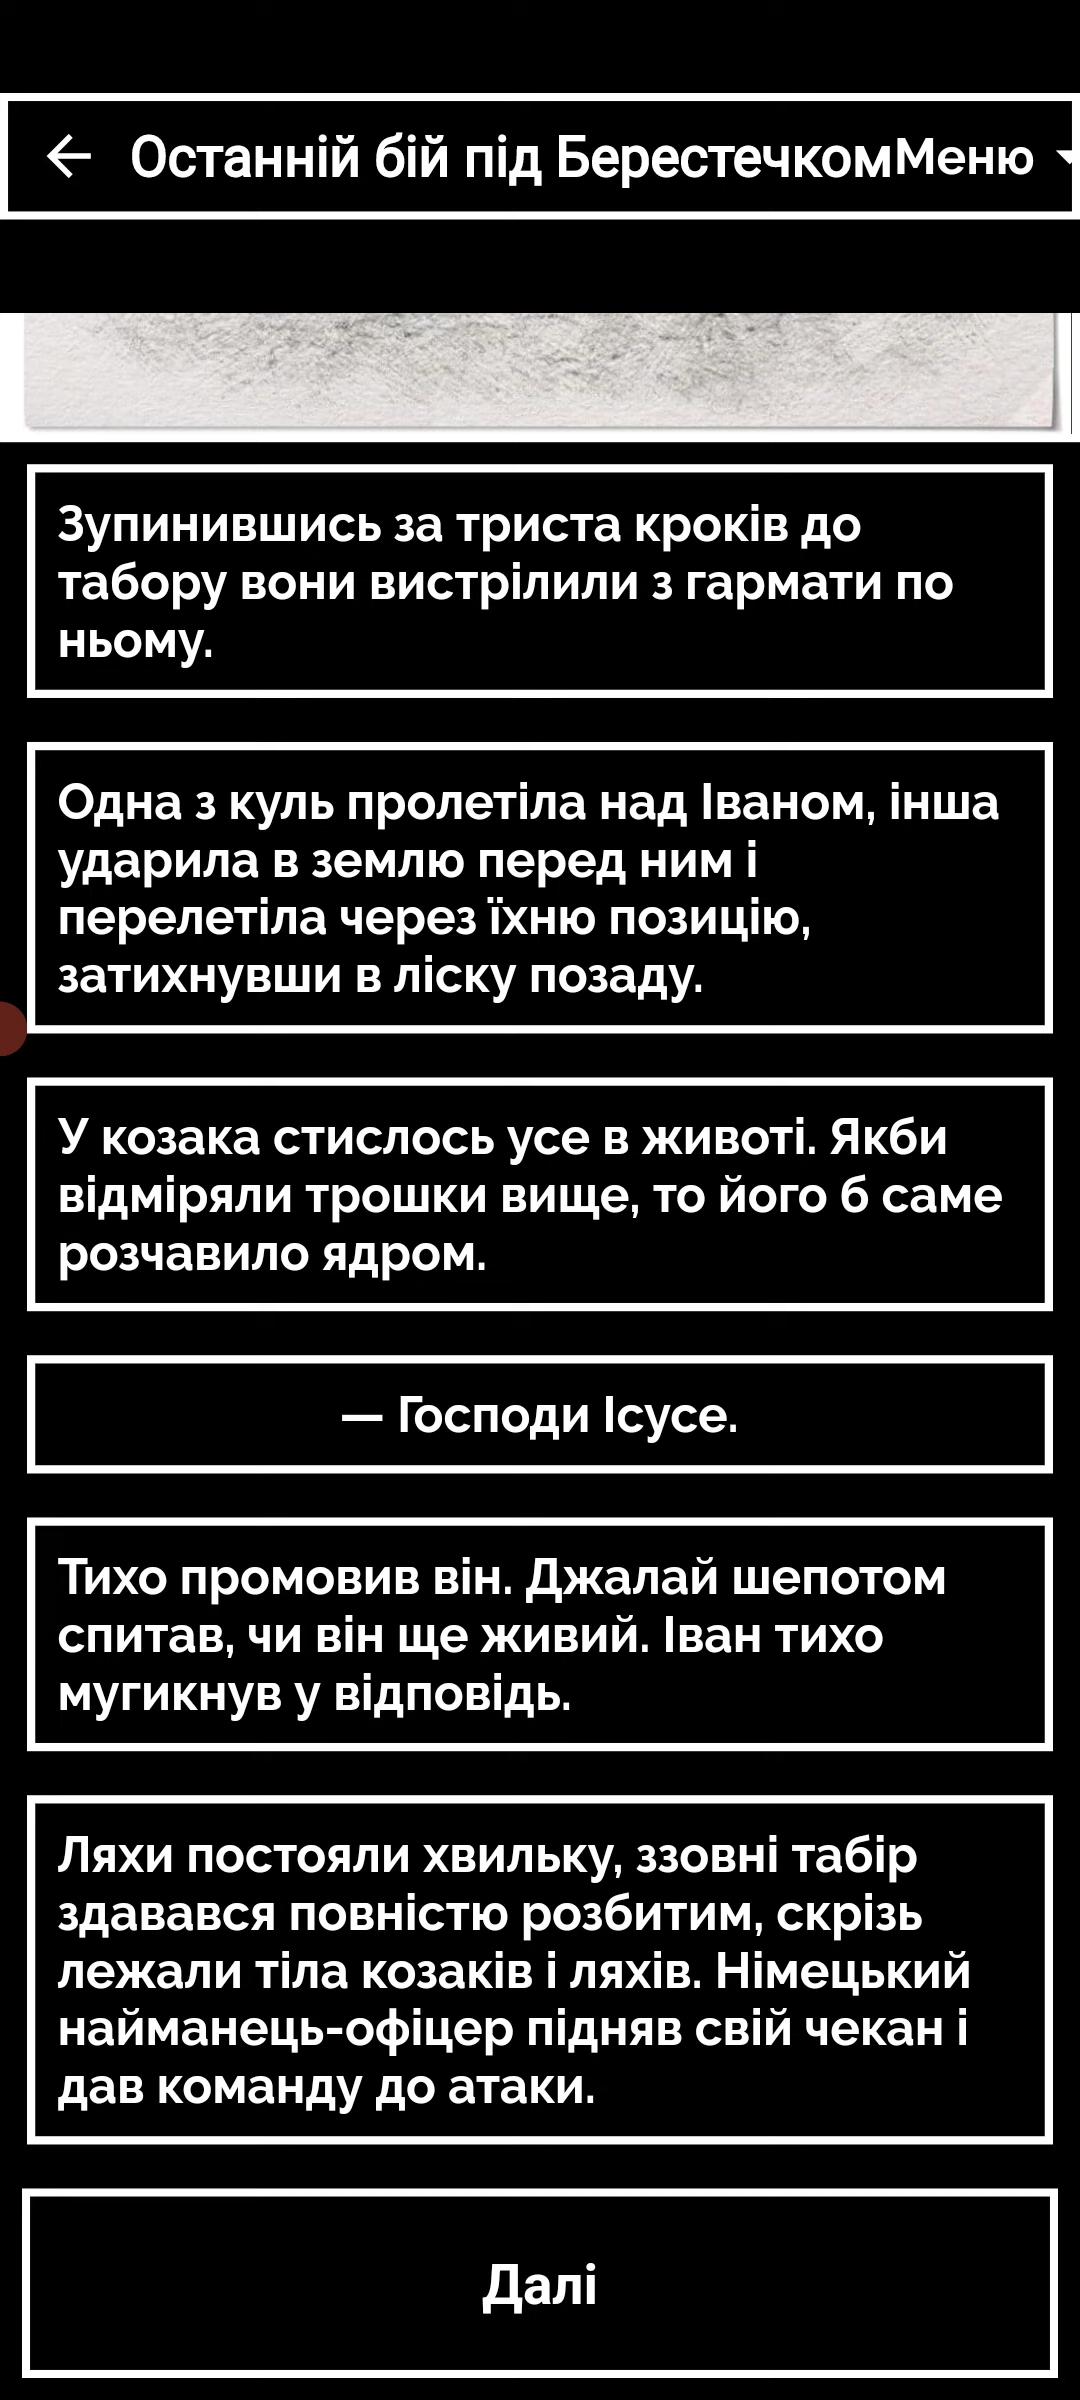 Останній бій під Берестечком
Меню
Зупинившись за триста кроків до
табору вони вистрілили з гармати по
ньому.
Одна з куль пролетіла над Іваном, інша
ударила в землю перед ним і
перелетіла через їхню позицію,
затихнувши в ліску позаду.
У козака стислось усе в животі. Якби
відміряли трошки вище, то його б саме
розчавило ядром.
— Господи Ісусе.
Тихо промовив він. Джалай шепотом
спитав, чи він ще живий. Іван тихо
мугикнув у відповідь.
Ляхи постояли хвильку, ззовні табір
здавався повністю розбитим, скрізь
лежали тіла козаків і ляхів. Німецький
найманець-офіцер підняв свій чекан і
дав команду до атаки.
Далі